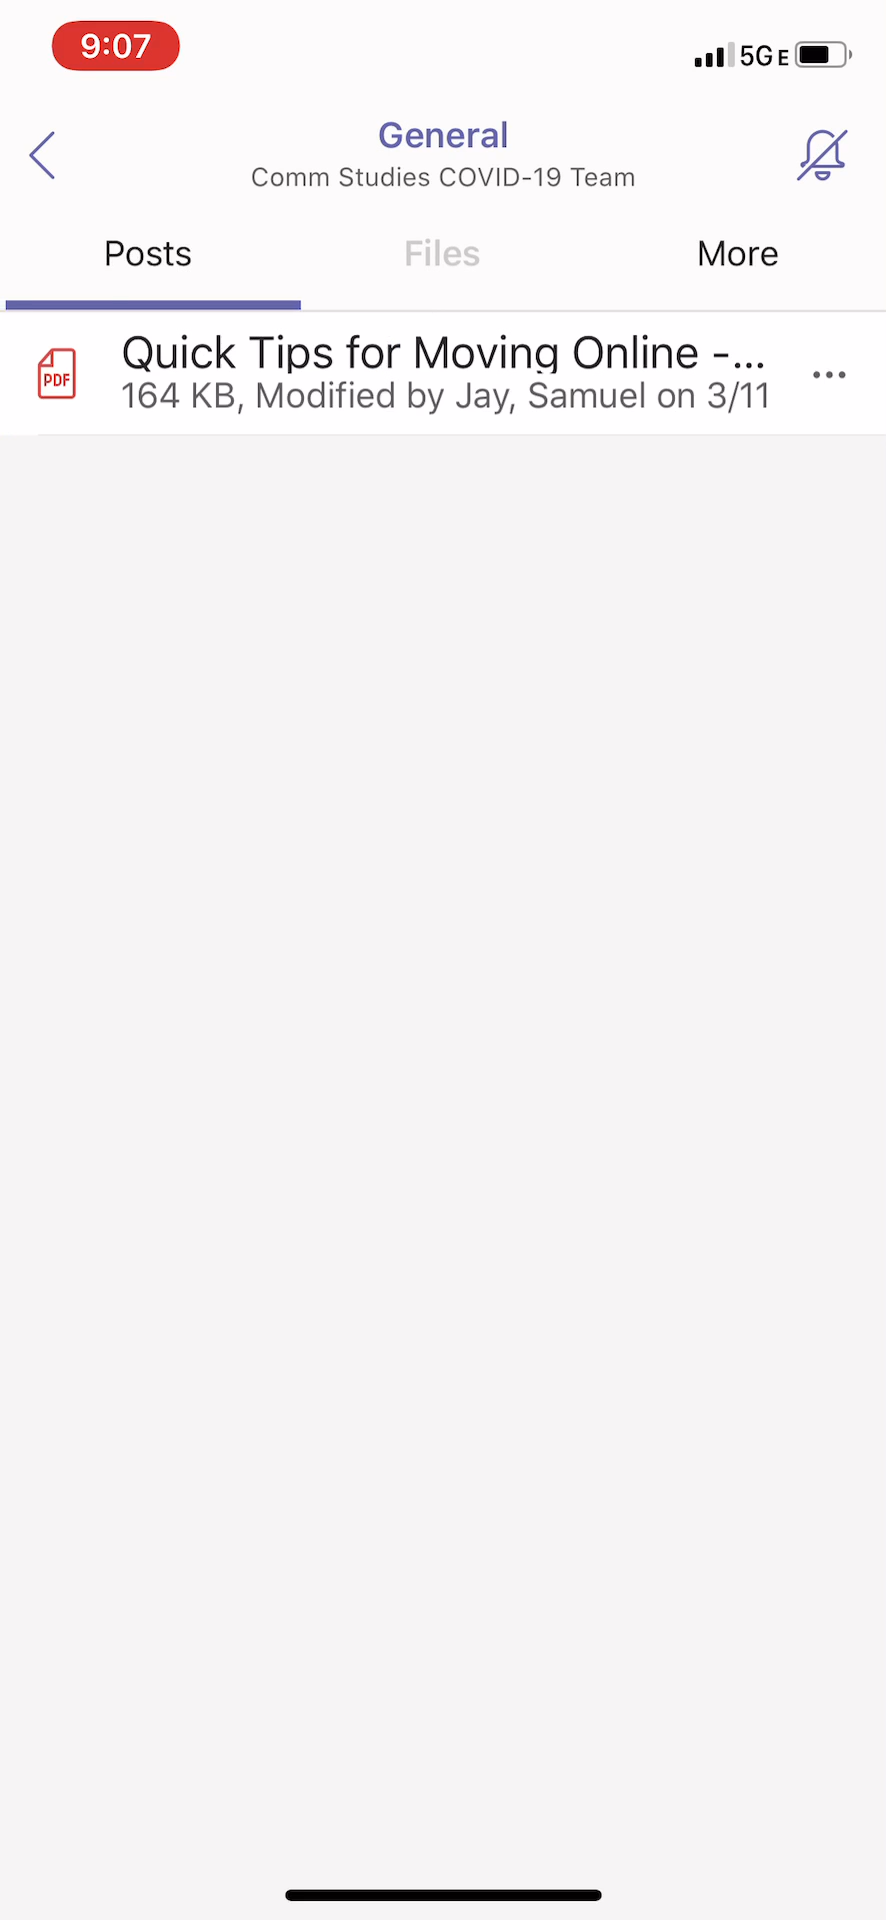 9:07
5GE
General
Comm Studies COVID-19 Team
Posts Files More
PDF
Quick Tips for Moving Online -...
164 KB, Modified by Jay, Samuel on 3/11